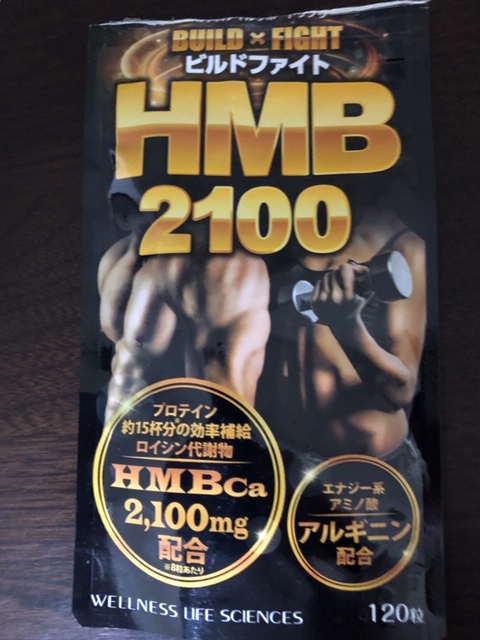 BUILD × FIGHT
ビルドファイト
HMB
2100
プロテイン
約15杯分※の効率補給
ロイシン代謝物
HMBCa
2,100mg
配合
※8粒あたり
エナジー系
アミノ酸
アルギニン
配合
WELLNESS LIFE SCIENCES
120粒